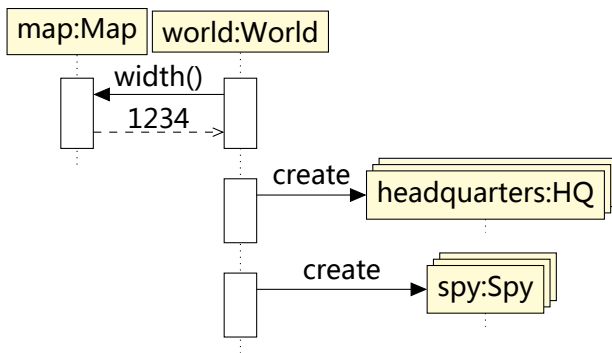 map:Map
world:World
width()
1234
create
headquarters:HQ
create
spy:Spy